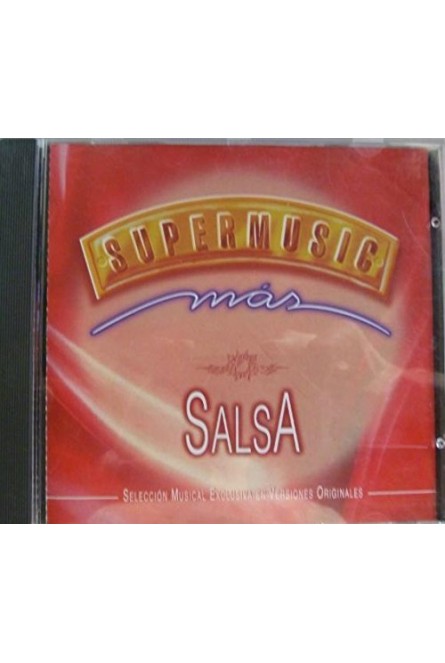 SUPERMUSIC
más
SALSA
SELECCIÓN MUSICAL EXCLUSIVA EN VERSIONES ORIGINALES